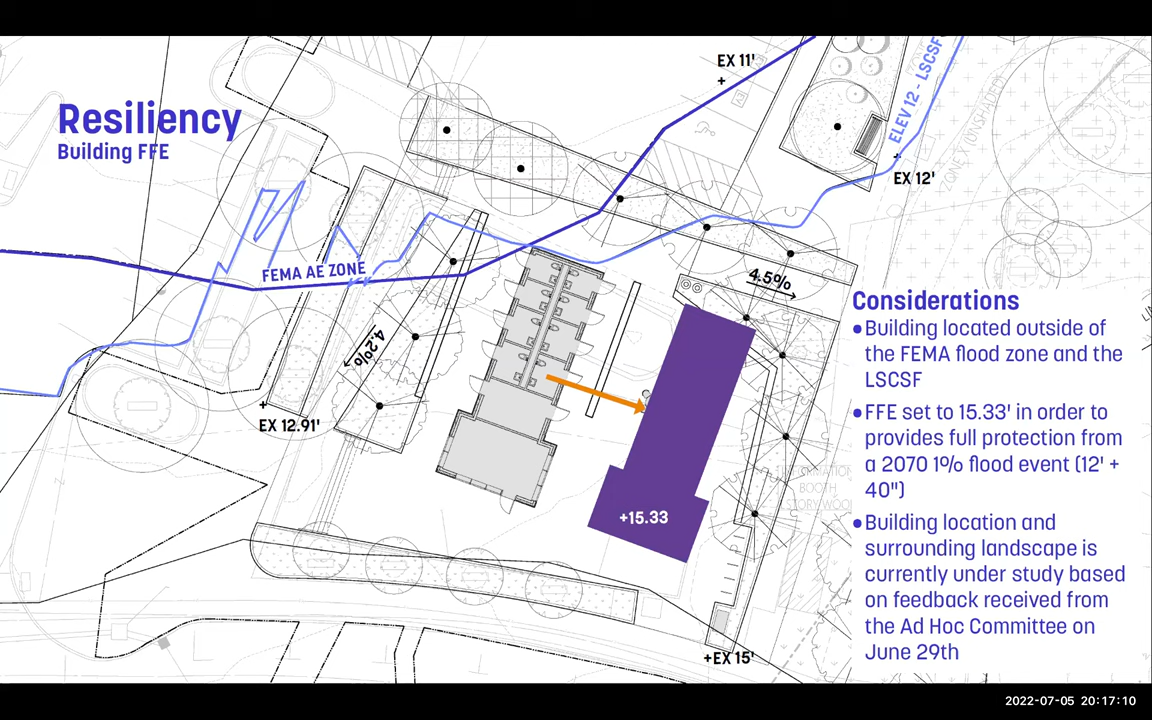 Resiliency
Building FFE
EX 11'
ELEV 12 - LSCSF
EX 12'
FEMA AE ZONE
4.5%
4.2%
EX 12.91'
+15.33
+EX 15'
BOOTH
Considerations
•Building located outside of
the FEMA flood zone and the
LSCSF
•FFE set to 15.33' in order to
provides full protection from
a 2070 1% flood event (12' +
40")
•Building location and
surrounding landscape is
currently under study based
on feedback received from
the Ad Hoc Committee on
June 29th
2022-07-05 20:17:10